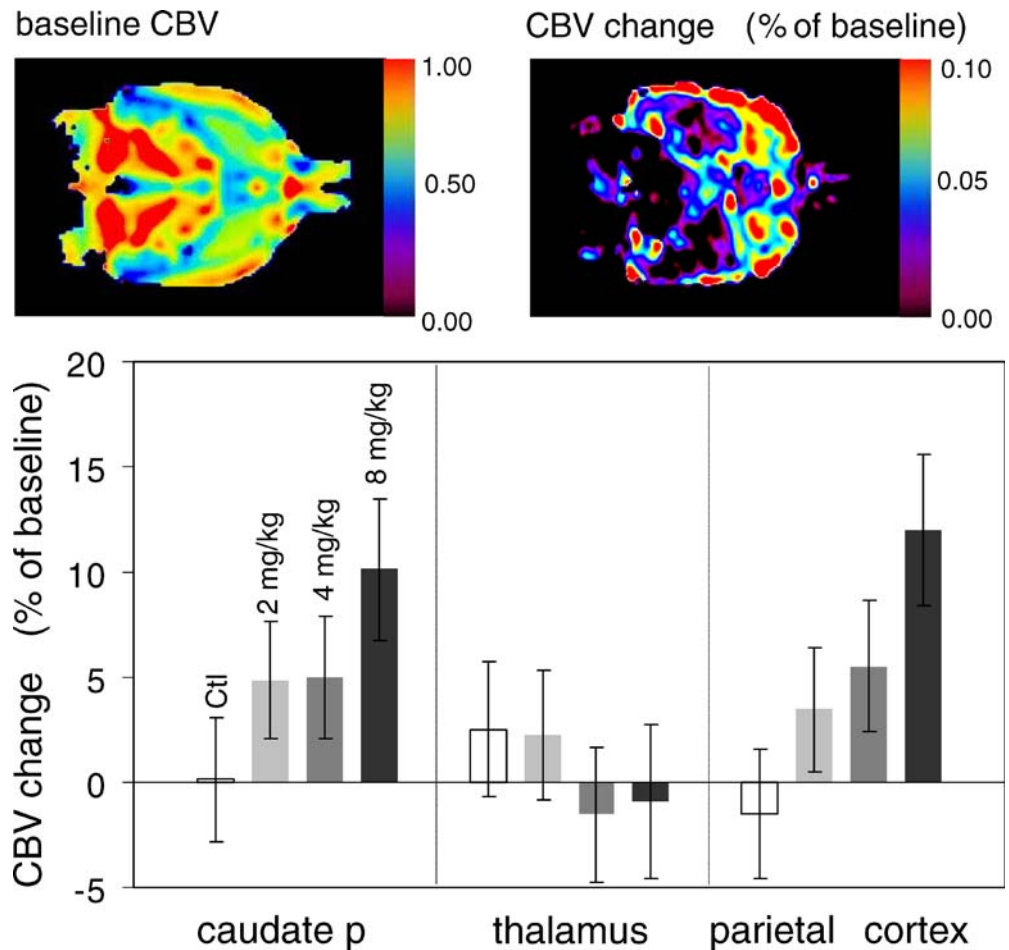 baseline CBV
CBV change (% of baseline)
1.00
0.50
0.00
0.10
0.05
0.00
CBV change (% of baseline)
20
15
10
5
0
-5
Ctl
2 mg/kg
4 mg/kg
8 mg/kg
caudate p
thalamus
parietal cortex